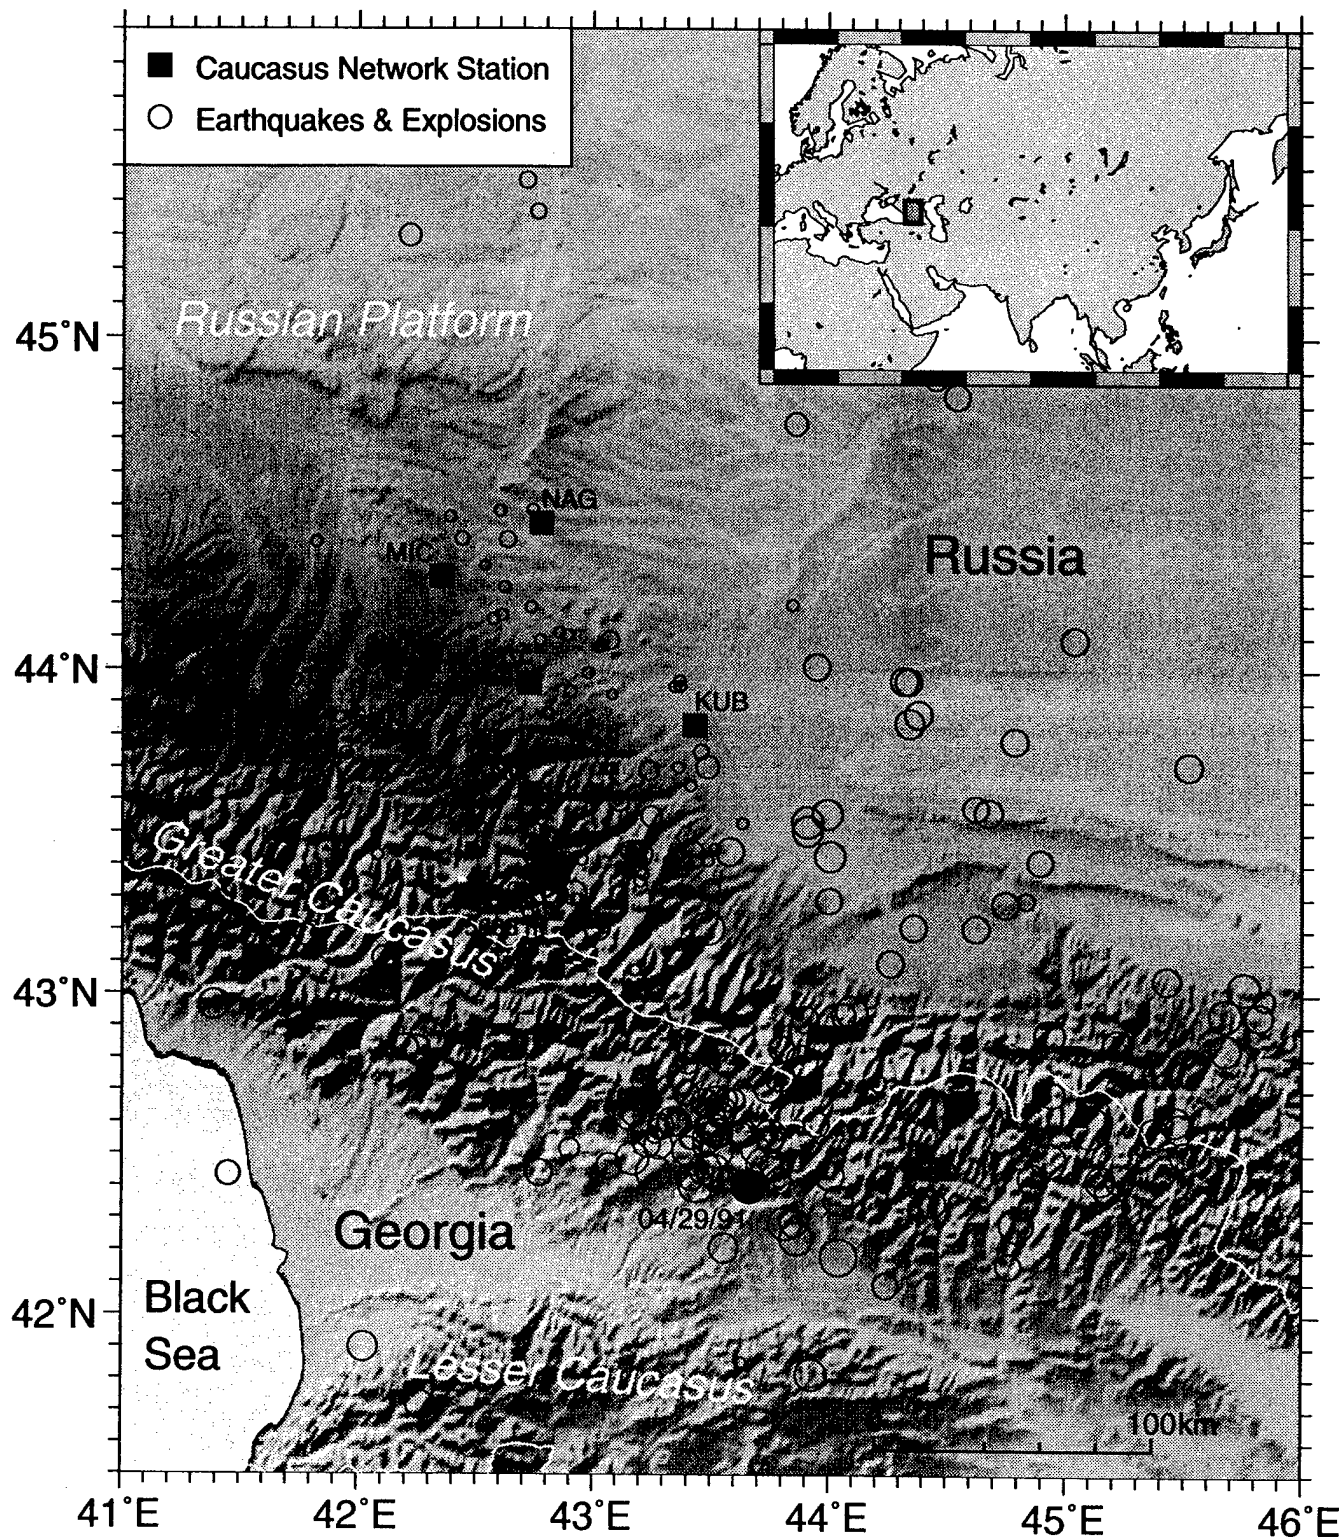 Caucasus Network Station
Earthquakes & Explosions
Russian Platform
45°N
NAG
MIC
Russia
44°N
KUB
Greater Caucasus
43°N
04/29/91
Georgia
Black
Sea
42°N
Lesser Caucasus
100km
41°E
42°E
43°E
44°E
45°E
46°E